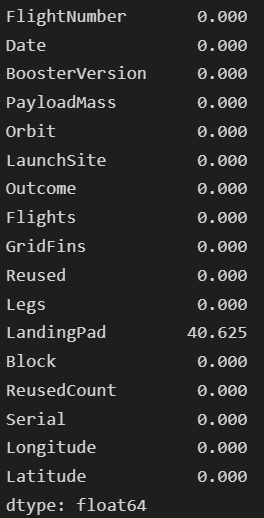 FlightNumber 0.000
Date 0.000
BoosterVersion 0.000
PayloadMass 0.000
Orbit 0.000
LaunchSite 0.000
Outcome 0.000
Flights 0.000
GridFins 0.000
Reused 0.000
Legs 0.000
LandingPad 40.625
Block 0.000
ReusedCount 0.000
Serial 0.000
Longitude 0.000
Latitude 0.000
dtype: float64